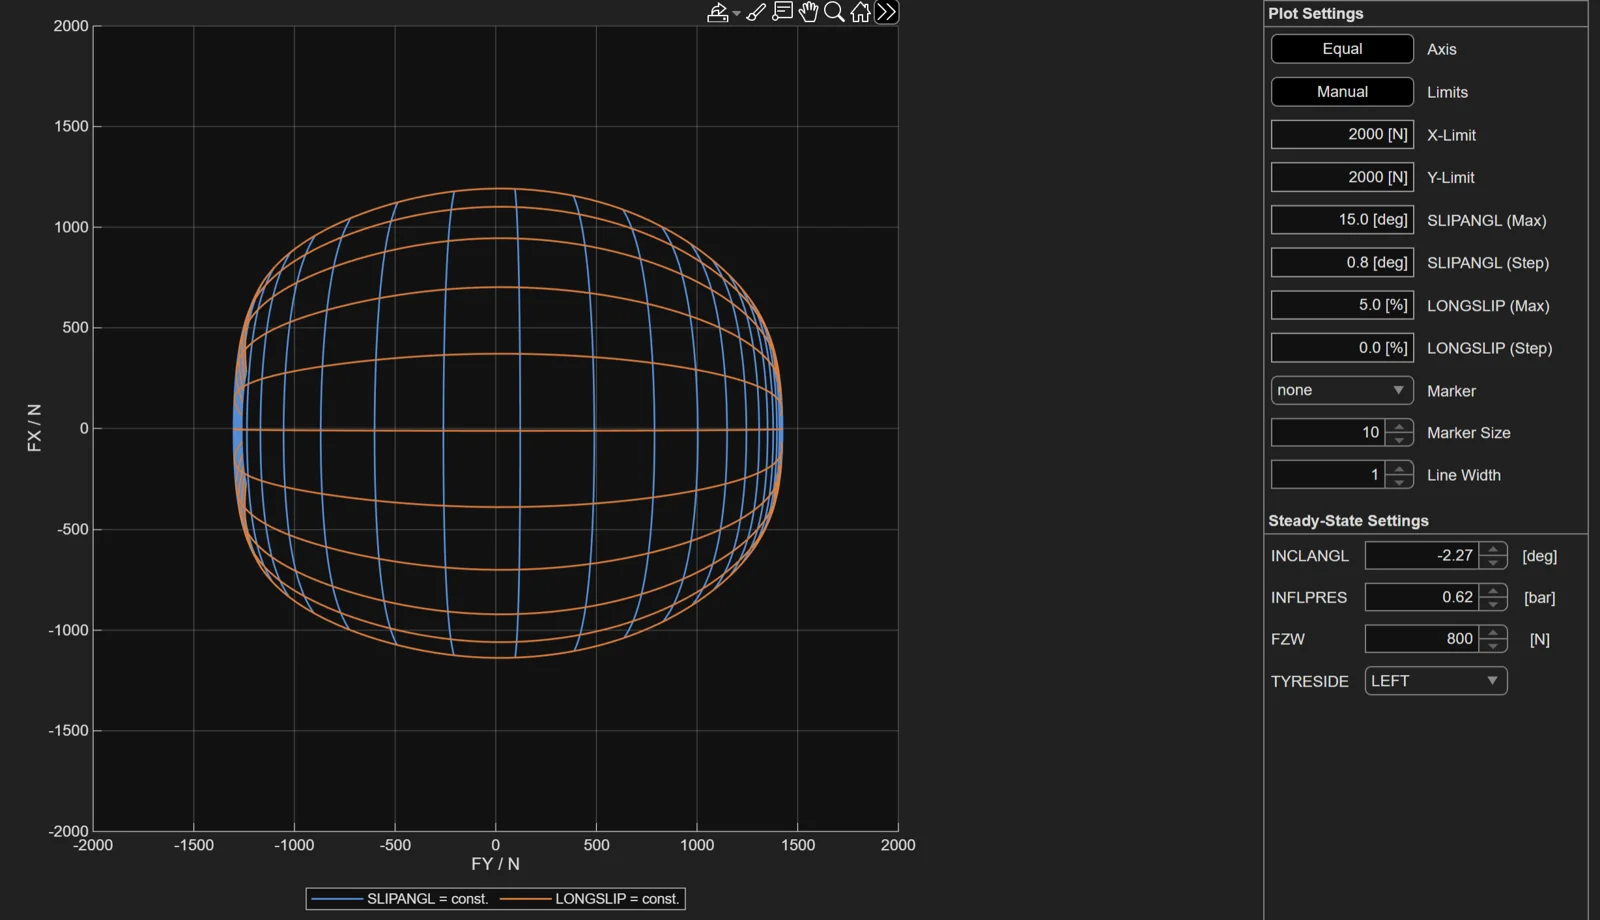 2000
1500
1000
500
0
-500
-1000
-1500
-2000
-2000 -1500 -1000 -500 0 500 1000 1500 2000
FX / N
FY / N
SLIPANGL = const. LONGSLIP = const.
Plot Settings
Equal Axis
Manual Limits
2000 [N] X-Limit
2000 [N] Y-Limit
15.0 [deg] SLIPANGL (Max)
0.8 [deg] SLIPANGL (Step)
5.0 [%] LONGSLIP (Max)
0.0 [%] LONGSLIP (Step)
none Marker
10 Marker Size
1 Line Width
Steady-State Settings
INCLANGL -2.27 [deg]
INFLPRES 0.62 [bar]
FZW 800 [N]
TYRESIDE LEFT